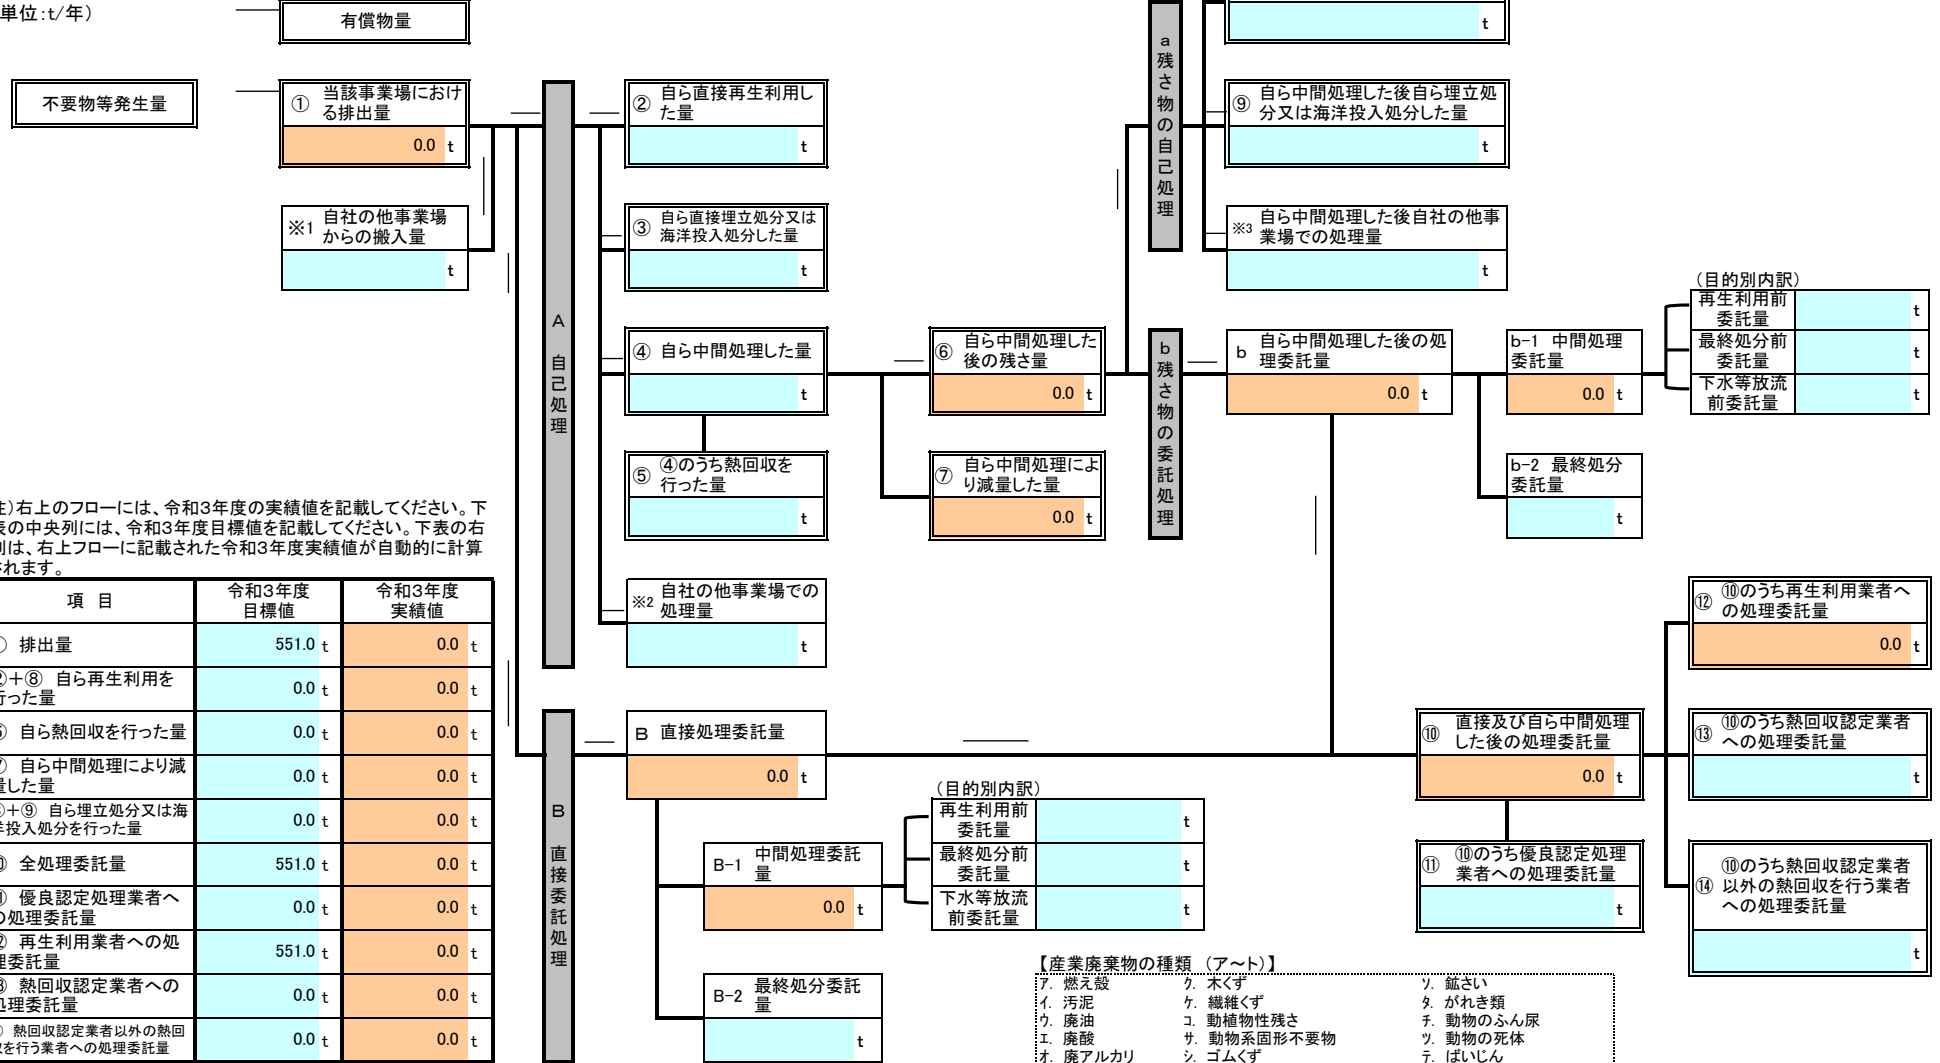 単位:t/年)
有償物量
t
不要物等発生量
① 当該事業場におけ
る排出量
0.0 t
※1 自社の他事業場
からの搬入量
t
A 自己処理
② 自ら直接再生利用し
た量
t
③ 自ら直接埋立処分又は
海洋投入処分した量
t
④ 自ら中間処理した量
t
⑤ ④のうち熱回収を
行った量
t
※2 自社の他事業場での
処理量
t
⑥ 自ら中間処理した
後の残さ量
0.0 t
⑦ 自ら中間処理によ
り減量した量
0.0 t
a 残さ物の自己処理
⑨ 自ら中間処理した後自ら埋立処
分又は海洋投入処分した量
t
※3 自ら中間処理した後自社の他事
業場での処理量
t
b 残さ物の委託処理
b 自ら中間処理した後の処
理委託量
0.0 t
b-1 中間処理
委託量
0.0 t
b-2 最終処分
委託量
t
(目的別内訳)
再生利用前
委託量
t
最終処分前
委託量
t
下水等放流
前委託量
t
)右上のフローには、令和3年度の実績値を記載してください。下
の中央列には、令和3年度目標値を記載してください。下表の右
は、右上フローに記載された令和3年度実績値が自動的に計算
れます。
項 目
令和3年度
目標値
令和3年度
実績値
排出量
551.0 t
0.0 t
+⑧ 自ら再生利用を
った量
0.0 t
0.0 t
自ら熱回収を行った量
0.0 t
0.0 t
自ら中間処理により減
した量
0.0 t
0.0 t
+⑨ 自ら埋立処分又は海
投入処分を行った量
0.0 t
0.0 t
全処理委託量
551.0 t
0.0 t
優良認定処理業者へ
の処理委託量
0.0 t
0.0 t
再生利用業者への処
理委託量
551.0 t
0.0 t
熱回収認定業者への
処理委託量
0.0 t
0.0 t
熱回収認定業者以外の熱回
収を行う業者への処理委託量
0.0 t
0.0 t
B 直接委託処理
B 直接処理委託量
0.0 t
B-1 中間処理委託
量
0.0 t
B-2 最終処分委託
量
t
(目的別内訳)
再生利用前
委託量
t
最終処分前
委託量
t
下水等放流
前委託量
t
⑩ 直接及び自ら中間処理
した後の処理委託量
0.0 t
⑪ ⑩のうち優良認定処理
業者への処理委託量
t
⑫ ⑩のうち再生利用業者へ
の処理委託量
0.0 t
⑬ ⑩のうち熱回収認定業者
への処理委託量
t
⑭ ⑩のうち熱回収認定業者
以外の熱回収を行う業者
への処理委託量
t
【産業廃棄物の種類 (ア~ト)】
ア. 燃え殻 ク. 木くず ソ. 鉱さい
イ. 汚泥 ケ. 繊維くず タ. がれき類
ウ. 廃油 コ. 動植物性残さ チ. 動物のふん尿
エ. 廃酸 サ. 動物系固形不要物 ツ. 動物の死体
オ. 廃アルカリ シ. ゴムくず テ. ばいじん